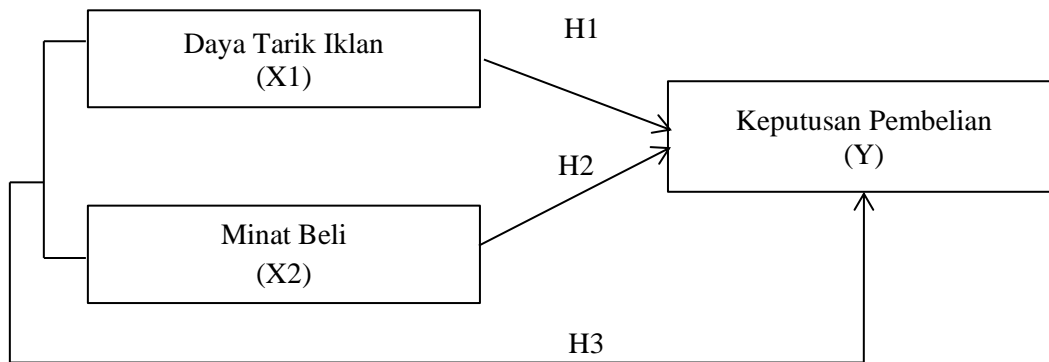 H1
Daya Tarik Iklan
(X1)
Keputusan Pembelian
(Y)
H2
Minat Beli
(X2)
H3